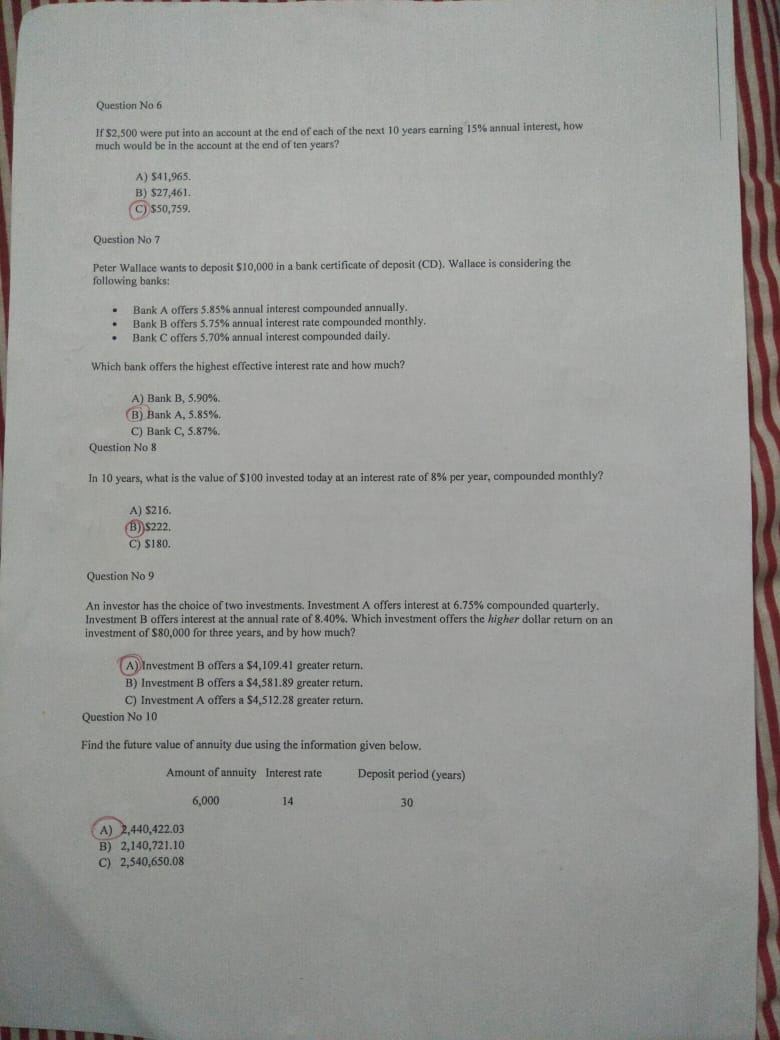 Question No 6
If $2,500 were put into an account at the end of each of the next 10 years earning 15% annual interest, how
much would be in the account at the end of ten years?
A) $41,965.
B) $27,461.
C) $50,759.
Question No 7
Peter Wallace wants to deposit $10,000 in a bank certificate of deposit (CD). Wallace is considering the
following banks:
• Bank A offers 5.85% annual interest compounded annually.
• Bank B offers 5.75% annual interest rate compounded monthly.
• Bank C offers 5.70% annual interest compounded daily.
Which bank offers the highest effective interest rate and how much?
A) Bank B, 5.90%.
B) Bank A, 5.85%.
C) Bank C, 5.87%.
Question No 8
In 10 years, what is the value of $100 invested today at an interest rate of 8% per year, compounded monthly?
A) $216.
B) $222.
C) $180.
Question No 9
An investor has the choice of two investments. Investment A offers interest at 6.75% compounded quarterly.
Investment B offers interest at the annual rate of 8.40%. Which investment offers the higher dollar return on an
investment of $80,000 for three years, and by how much?
A) Investment B offers a $4,109.41 greater return.
B) Investment B offers a $4,581.89 greater return.
C) Investment A offers a $4,512.28 greater return.
Question No 10
Find the future value of annuity due using the information given below.
Amount of annuity Interest rate Deposit period (years)
6,000 14 30
A) 2,440,422.03
B) 2,140,721.10
C) 2,540,650.08